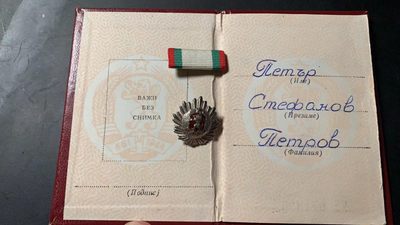 ВАЖИ
БЕЗ
СНИМКА
(Подпис)
Петър
(Име)
Стефанов
(Презиме)
Петров
(Фамилия)